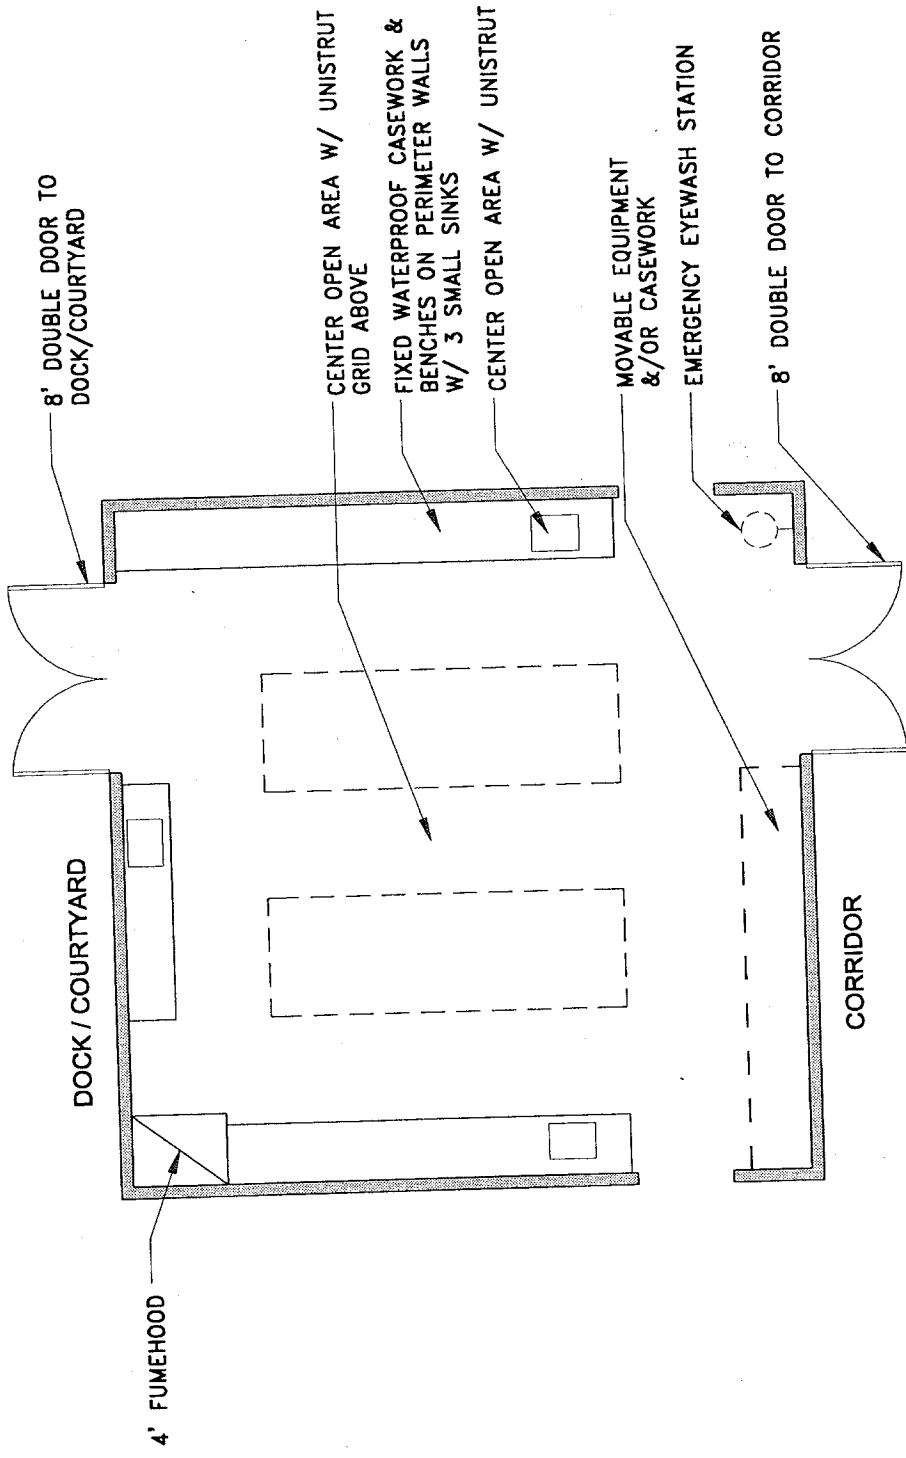 8' DOUBLE DOOR TO
DOCK/COURTYARD
CENTER OPEN AREA W/ UNISTRUT
GRID ABOVE
FIXED WATERPROOF CASEWORK &
BENCHES ON PERIMETER WALLS
W/ 3 SMALL SINKS
CENTER OPEN AREA W/ UNISTRUT
MOVABLE EQUIPMENT
&/OR CASEWORK
EMERGENCY EYEWASH STATION
8' DOUBLE DOOR TO CORRIDOR
DOCK / COURTYARD
CORRIDOR
4' FUMEHOOD